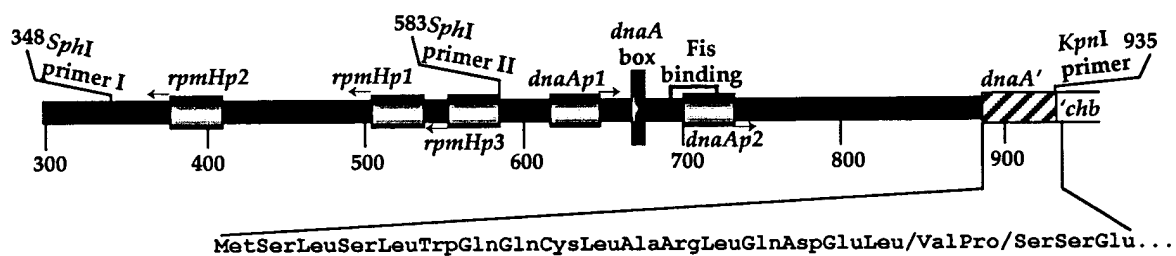 348 SphI
primer I
rpmHp2
rpmHp1
583 SphI
primer II
rpmHp3
dnaAp1
dnaA
box
Fis
binding
dnaAp2
dnaA'
KpnI 935
primer
'chb
300 400 500 600 700 800 900
MetSerLeuSerLeuTrpGlnGlnCysLeuAlaArgLeuGlnAspGluLeu/ValPro/SerSerGlu...